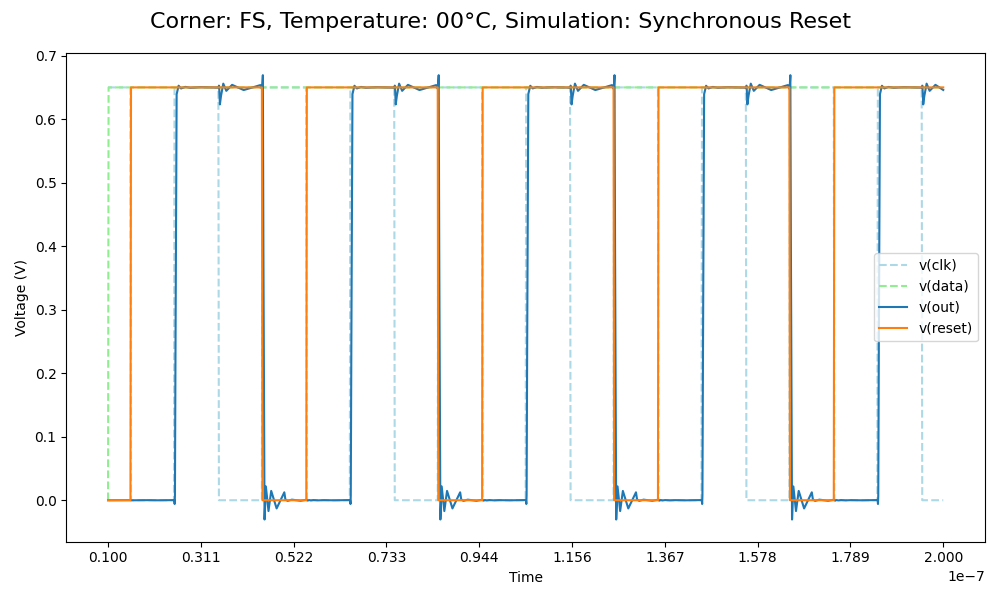 Corner: FS, Temperature: 00°C, Simulation: Synchronous Reset
0.7
0.6
0.5
0.4
0.3
0.2
0.1
0.0
Voltage (V)
v(clk)
v(data)
v(out)
v(reset)
0.100 0.311 0.522 0.733 0.944 1.156 1.367 1.578 1.789 2.000
Time
1e−7